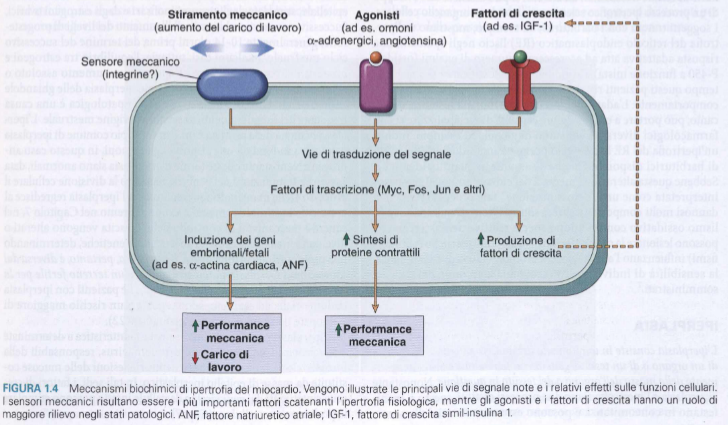 Stiramento meccanico
(aumento del carico di lavoro)
Agonisti
(ad es. ormoni
α-adrenergici, angiotensina)
Fattori di crescita
(ad es. IGF-1)
Sensore meccanico
(integrine?)
Vie di trasduzione del segnale
Fattori di trascrizione (Myc, Fos, Jun e altri)
Induzione dei geni
embrionali/fetali
(ad es. α-actina cardiaca, ANF)
Sintesi di
proteine contrattili
Produzione di
fattori di crescita
Performance
meccanica
Carico di
lavoro
Performance
meccanica
FIGURA 1.4 Meccanismi biochimici di ipertrofia del miocardio. Vengono illustrate le principali vie di segnale note e i relativi effetti sulle funzioni cellulari.
I sensori meccanici risultano essere i più importanti fattori scatenanti l'ipertrofia fisiologica, mentre gli agonisti e i fattori di crescita hanno un ruolo di
maggiore rilievo negli stati patologici. ANF, fattore natriuretico atriale; IGF-1, fattore di crescita simil-insulina 1.